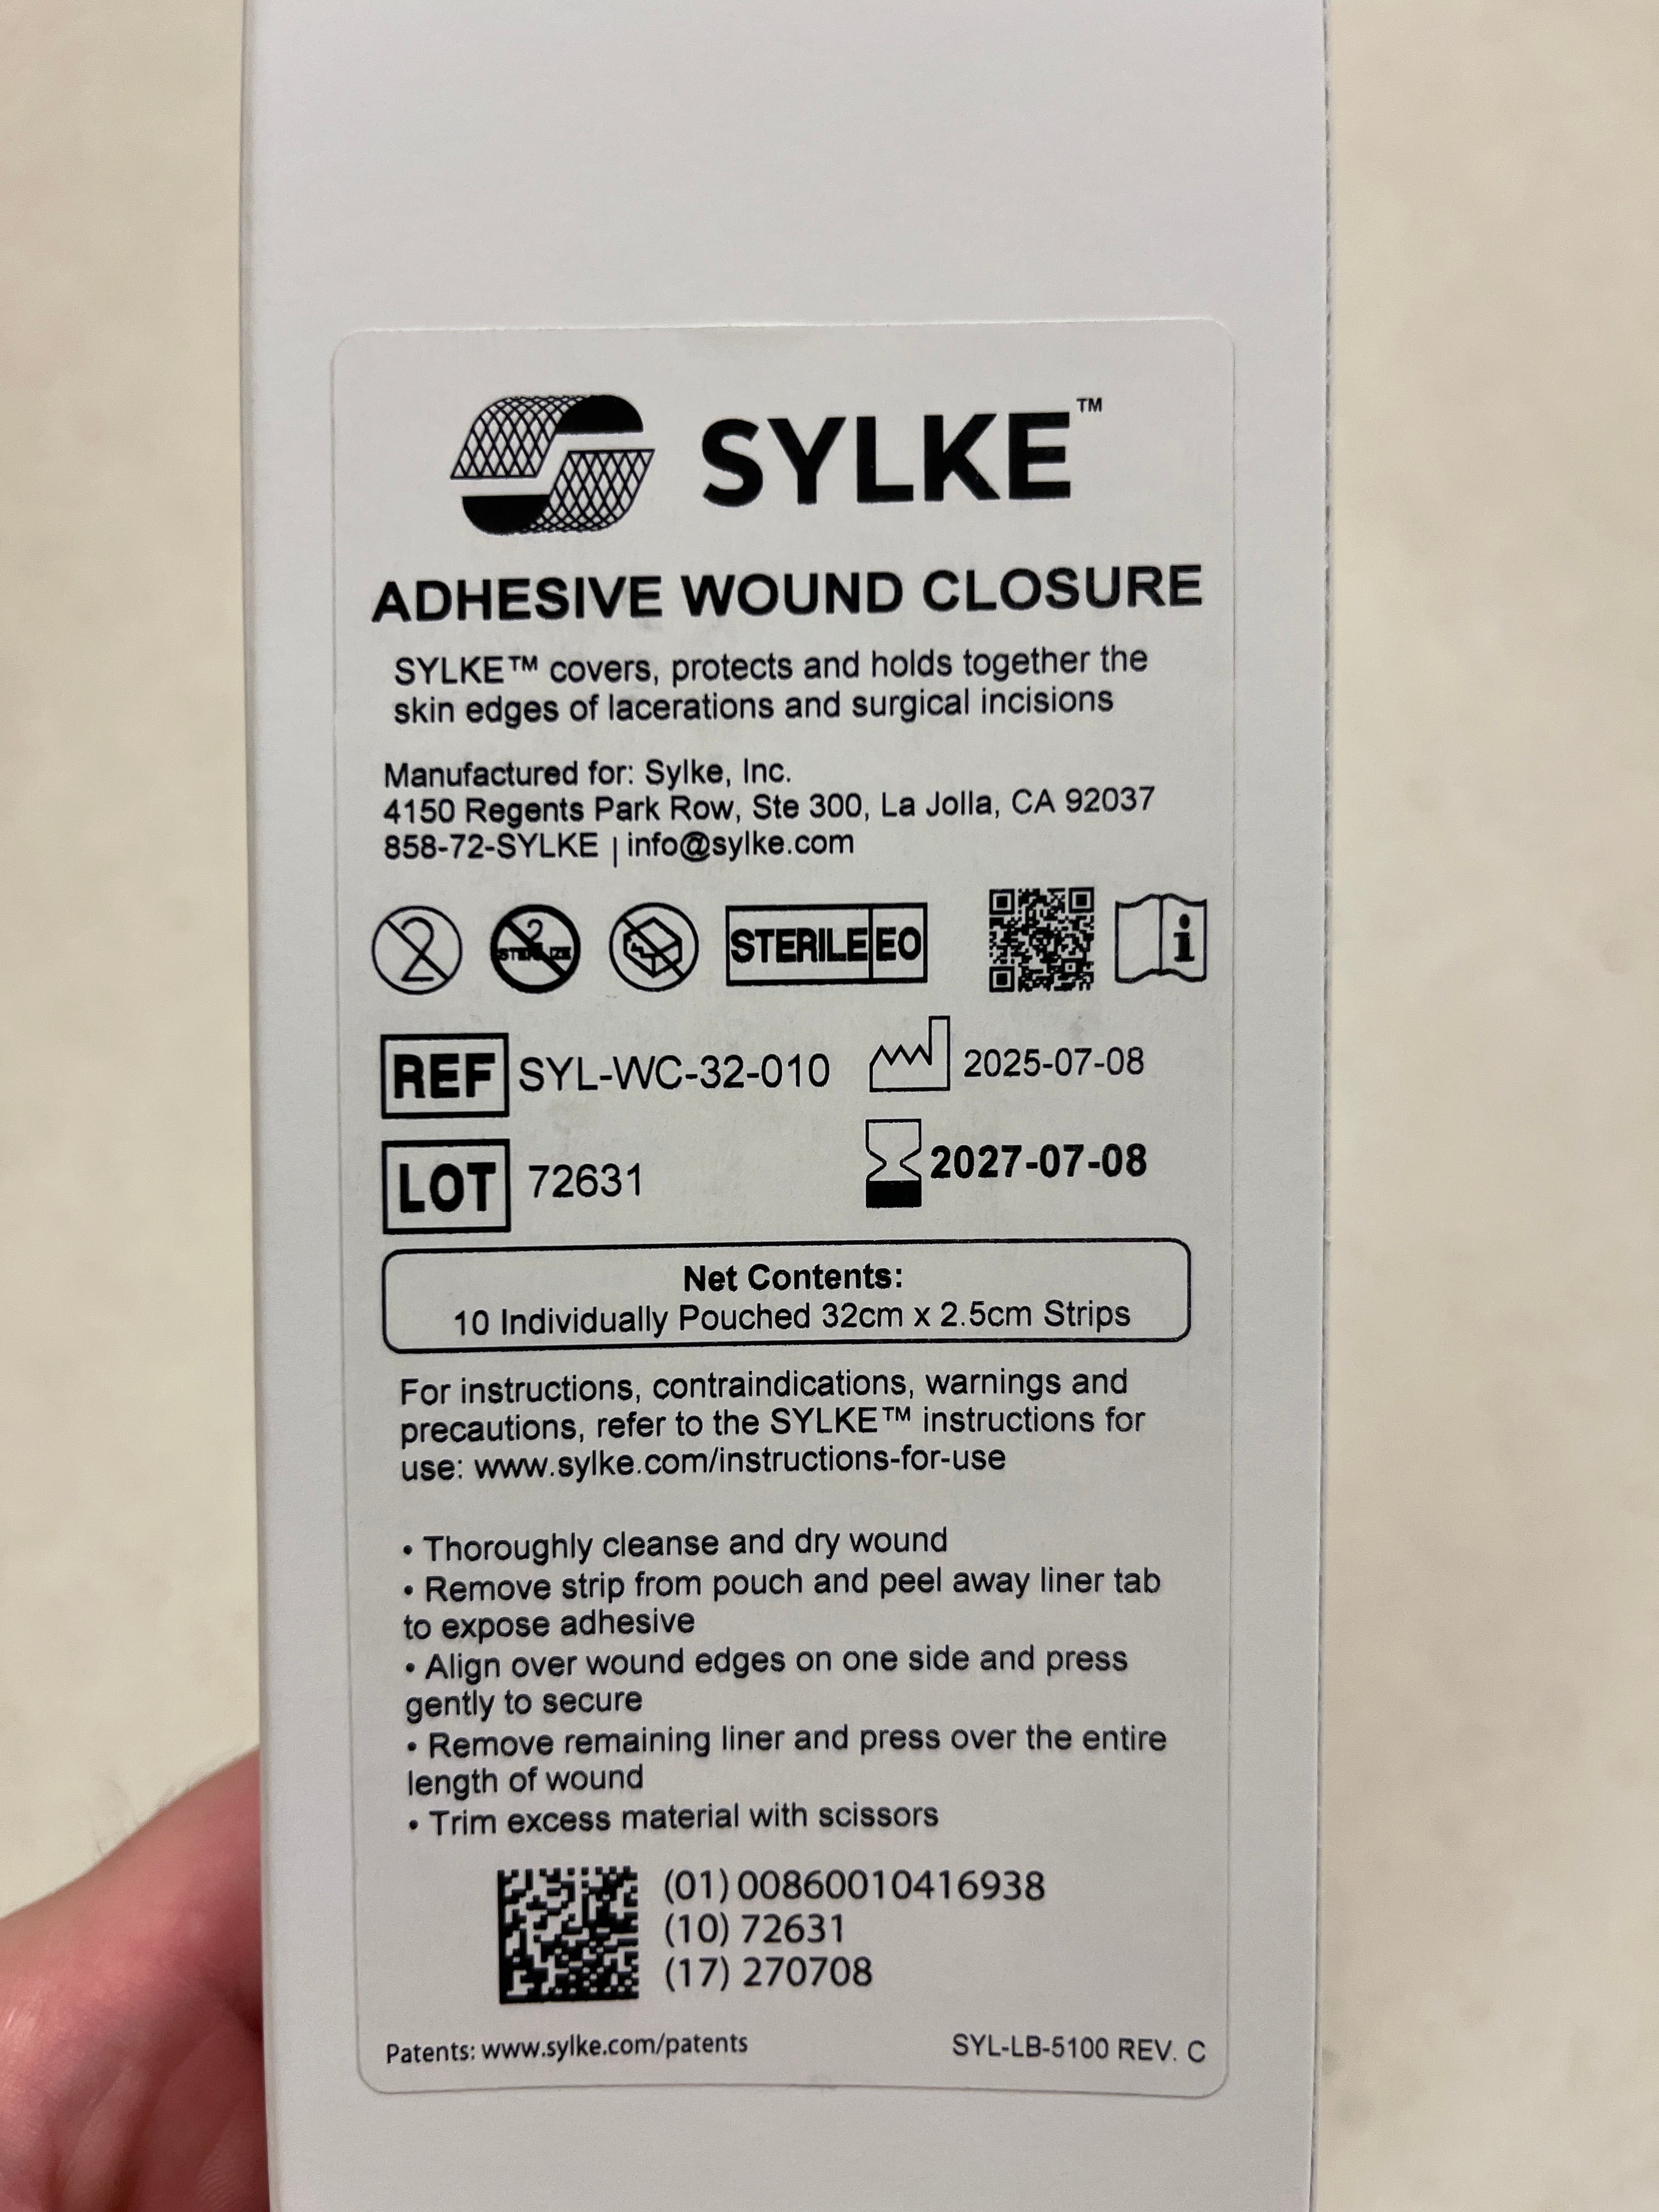 SYLKE™
ADHESIVE WOUND CLOSURE
SYLKE™ covers, protects and holds together the
skin edges of lacerations and surgical incisions
Manufactured for: Sylke, Inc.
4150 Regents Park Row, Ste 300, La Jolla, CA 92037
858-72-SYLKE | info@sylke.com
2
2
STERILIZE
STERILE EO
i
REF SYL-WC-32-010
2025-07-08
LOT 72631
2027-07-08
Net Contents:
10 Individually Pouched 32cm x 2.5cm Strips
For instructions, contraindications, warnings and
precautions, refer to the SYLKE™ instructions for
use: www.sylke.com/instructions-for-use
• Thoroughly cleanse and dry wound
• Remove strip from pouch and peel away liner tab
to expose adhesive
• Align over wound edges on one side and press
gently to secure
• Remove remaining liner and press over the entire
length of wound
• Trim excess material with scissors
(01) 00860010416938
(10) 72631
(17) 270708
Patents: www.sylke.com/patents
SYL-LB-5100 REV. C